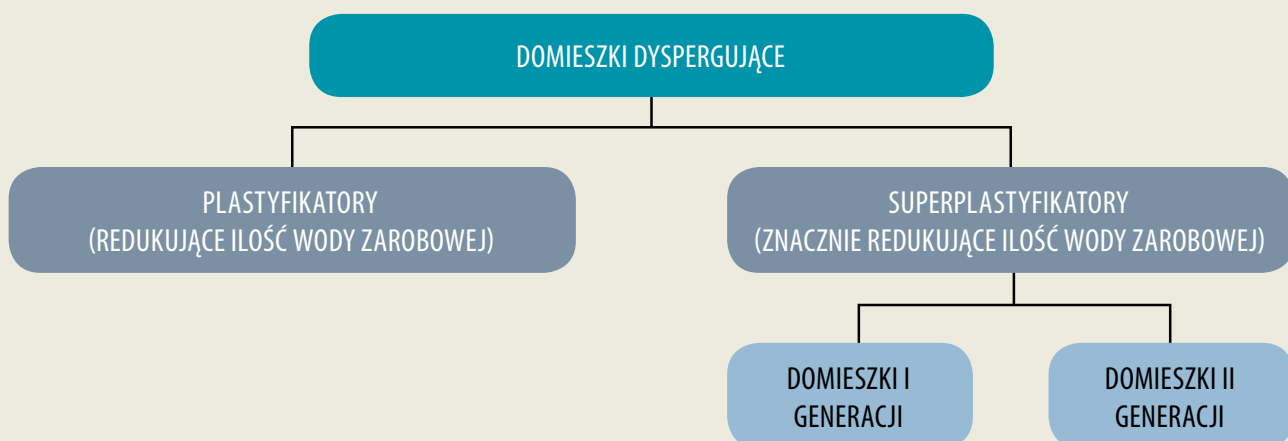 DOMIESZKI DYSPERGUJĄCE
PLASTYFIKATORY
(REDUKUJĄCE ILOŚĆ WODY ZAROBOWEJ)
SUPERPLASTYFIKATORY
(ZNACZNIE REDUKUJĄCE ILOŚĆ WODY ZAROBOWEJ)
DOMIESZKI I
GENERACJI
DOMIESZKI II
GENERACJI